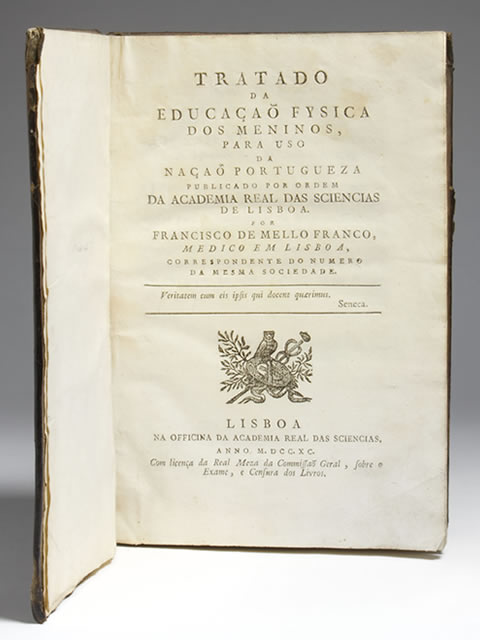 TRATADO
DA
EDUCAÇAÕ FYSICA
DOS MENINOS,
PARA USO
DA
NAÇAÕ PORTUGUEZA
PUBLICADO POR ORDEM
DA ACADEMIA REAL DAS SCIENCIAS
DE LISBOA.
POR
FRANCISCO DE MELLO FRANCO,
MEDICO EM LISBOA,
CORRESPONDENTE DO NUMERO
DA MESMA SOCIEDADE.
Veritatem cum eis ipſis qui docent quærimus.
Seneca.
LISBOA
NA OFFICINA DA ACADEMIA REAL DAS SCIENCIAS.
ANNO. M.DCC.XC.
Com licença da Real Meza da Commiſſaõ Geral, ſobre o
Exame, e Cenſura dos Livros.